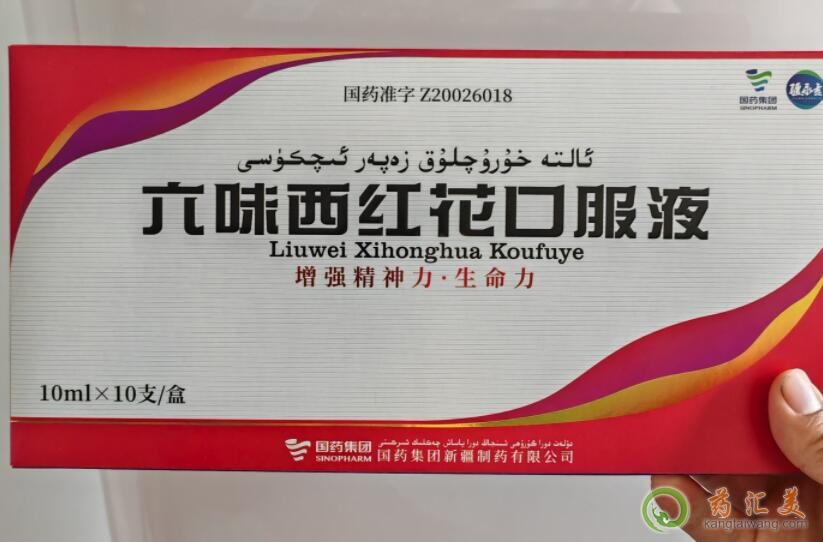 国药准字 Z20026018
国药集团
SINOPHARM
ئالتە خۇرۇچلۇق زەپەر ئىچكۈسى
六味西红花口服液
Liuwei Xihonghua Koufuye
增强精神力·生命力
10ml×10支/盒
国药集团
SINOPHARM
国药集团新疆制药有限公司
药汇美
kangtaiwang.com